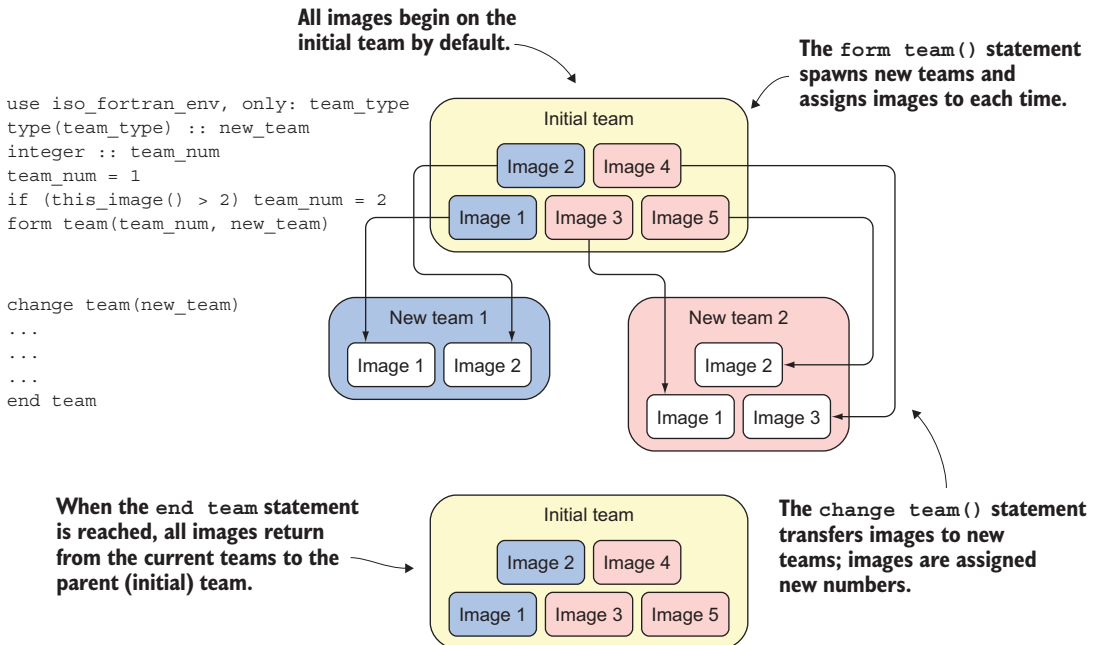 All images begin on the
initial team by default.
The form team() statement
spawns new teams and
assigns images to each time.
use iso_fortran_env, only: team_type
type(team_type) :: new_team
integer :: team_num
team_num = 1
if (this_image() > 2) team_num = 2
form team(team_num, new_team)
Initial team
Image 2 Image 4
Image 1 Image 3 Image 5
change team(new_team)
...
...
...
end team
New team 1
Image 1 Image 2
New team 2
Image 2
Image 1 Image 3
When the end team statement
is reached, all images return
from the current teams to the
parent (initial) team.
Initial team
Image 2 Image 4
Image 1 Image 3 Image 5
The change team() statement
transfers images to new
teams; images are assigned
new numbers.